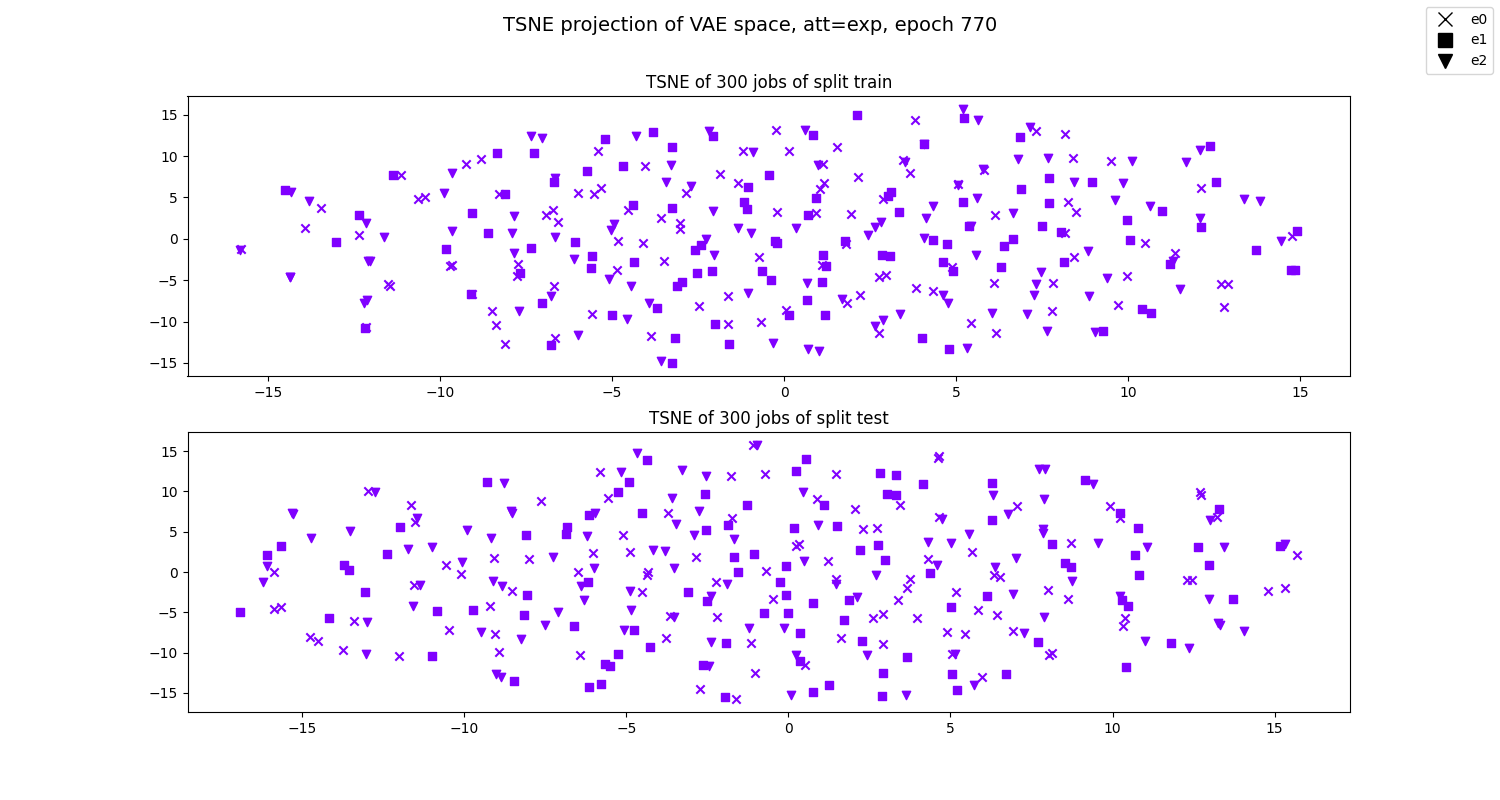 TSNE projection of VAE space, att=exp, epoch 770
e0
e1
e2
TSNE of 300 jobs of split train
15
10
5
0
−5
−10
−15
−15 −10 −5 0 5 10 15
TSNE of 300 jobs of split test
15
10
5
0
−5
−10
−15
−15 −10 −5 0 5 10 15